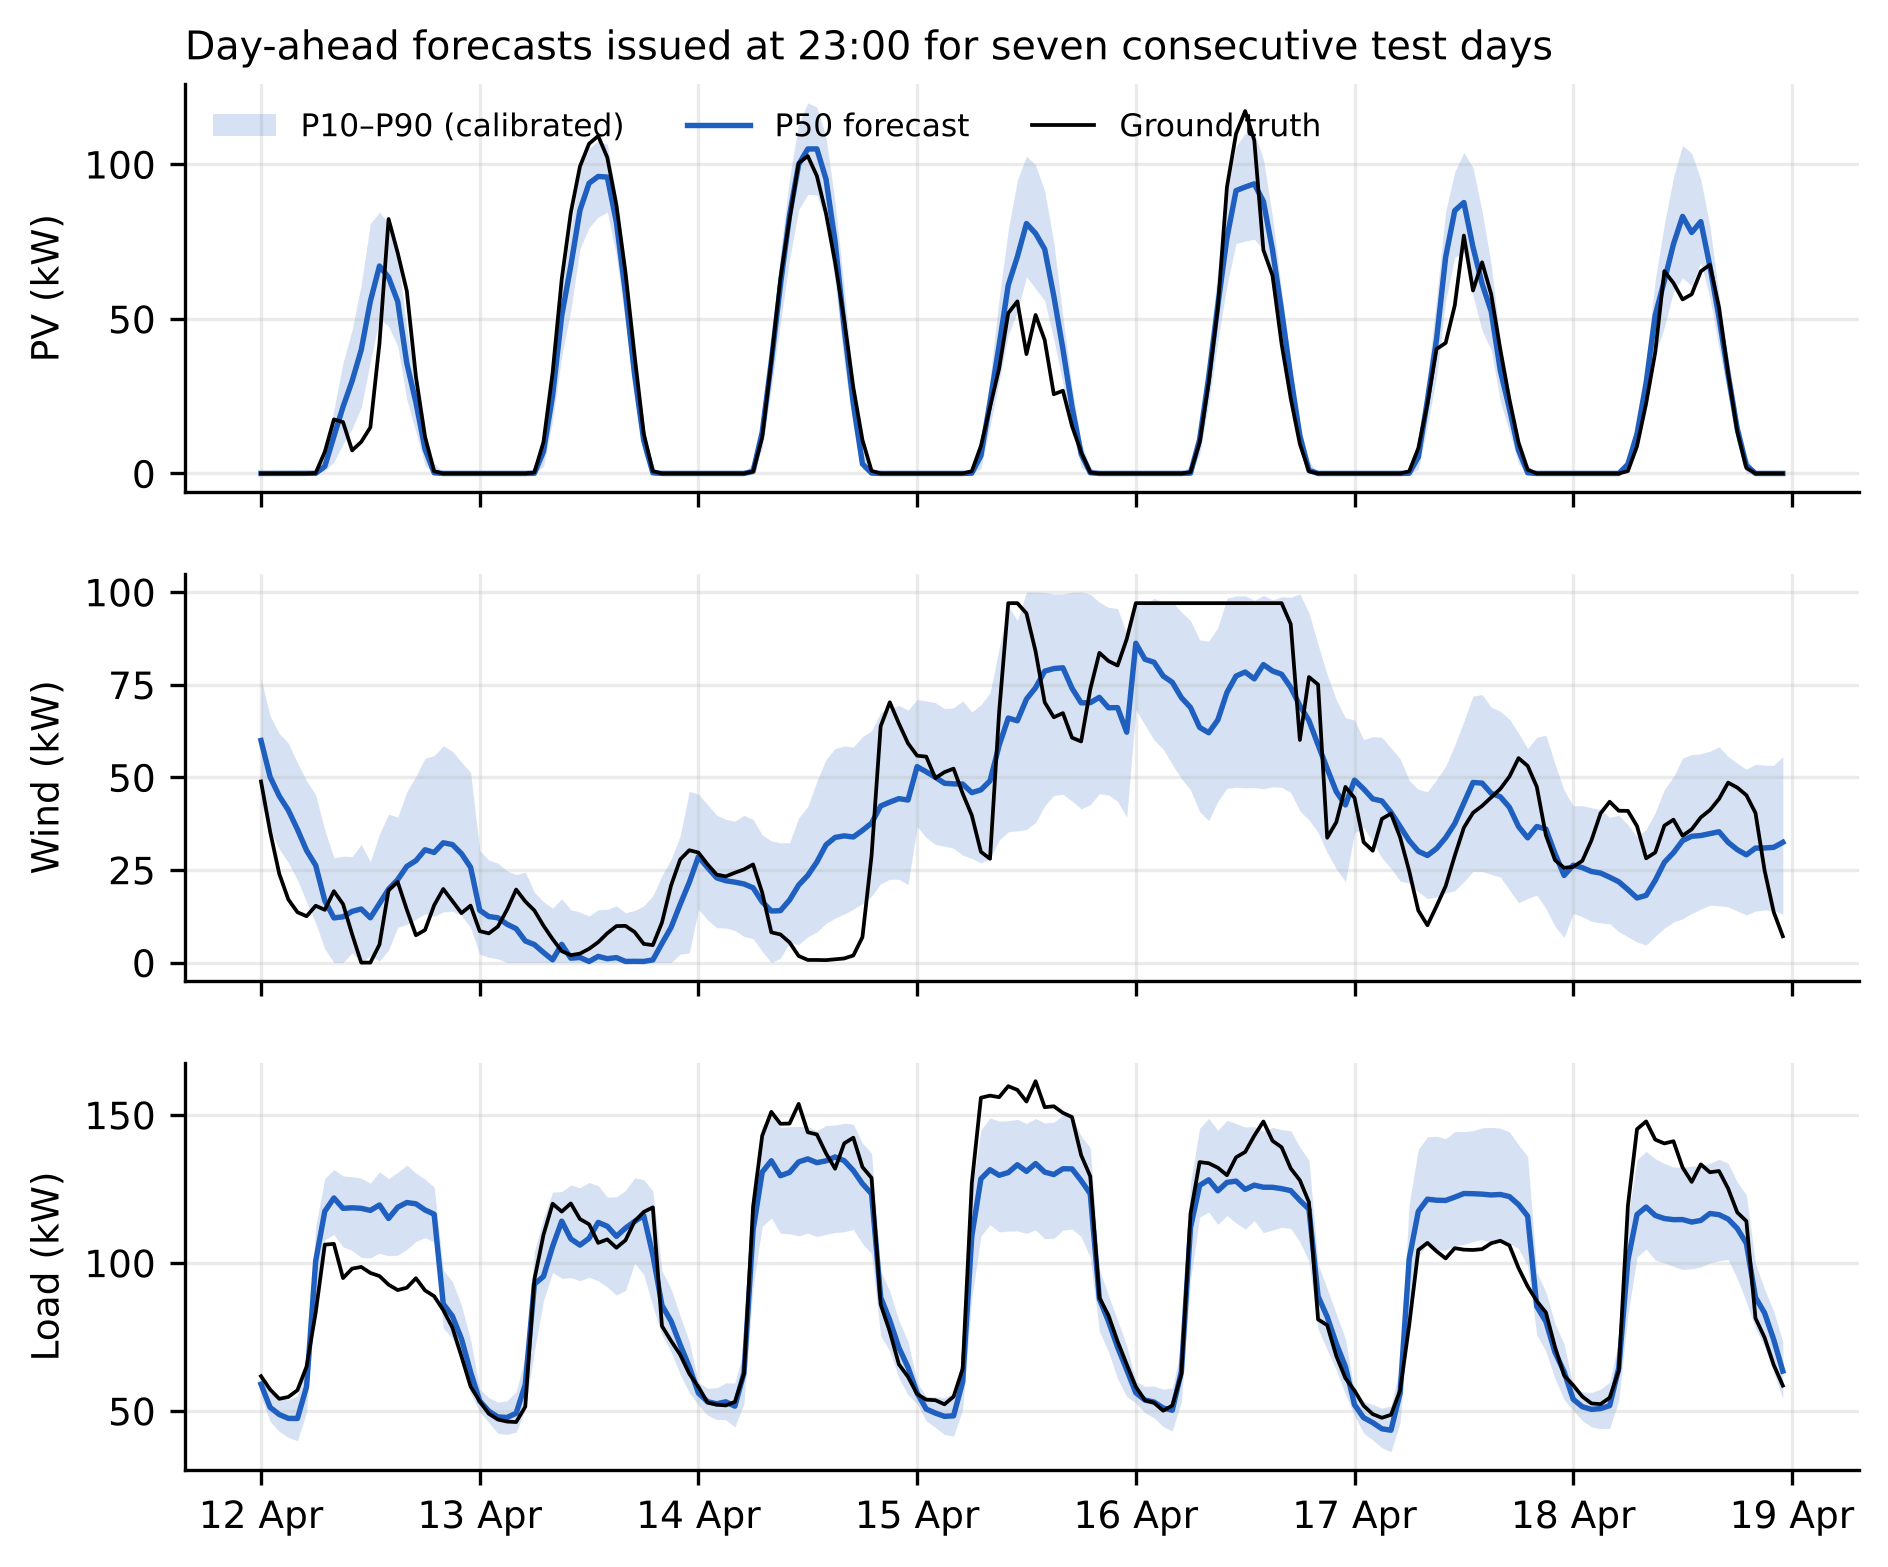 Day-ahead forecasts issued at 23:00 for seven consecutive test days
P10–P90 (calibrated) P50 forecast Ground truth
PV (kW)
100
50
0
Wind (kW)
100
75
50
25
0
Load (kW)
150
100
50
12 Apr 13 Apr 14 Apr 15 Apr 16 Apr 17 Apr 18 Apr 19 Apr